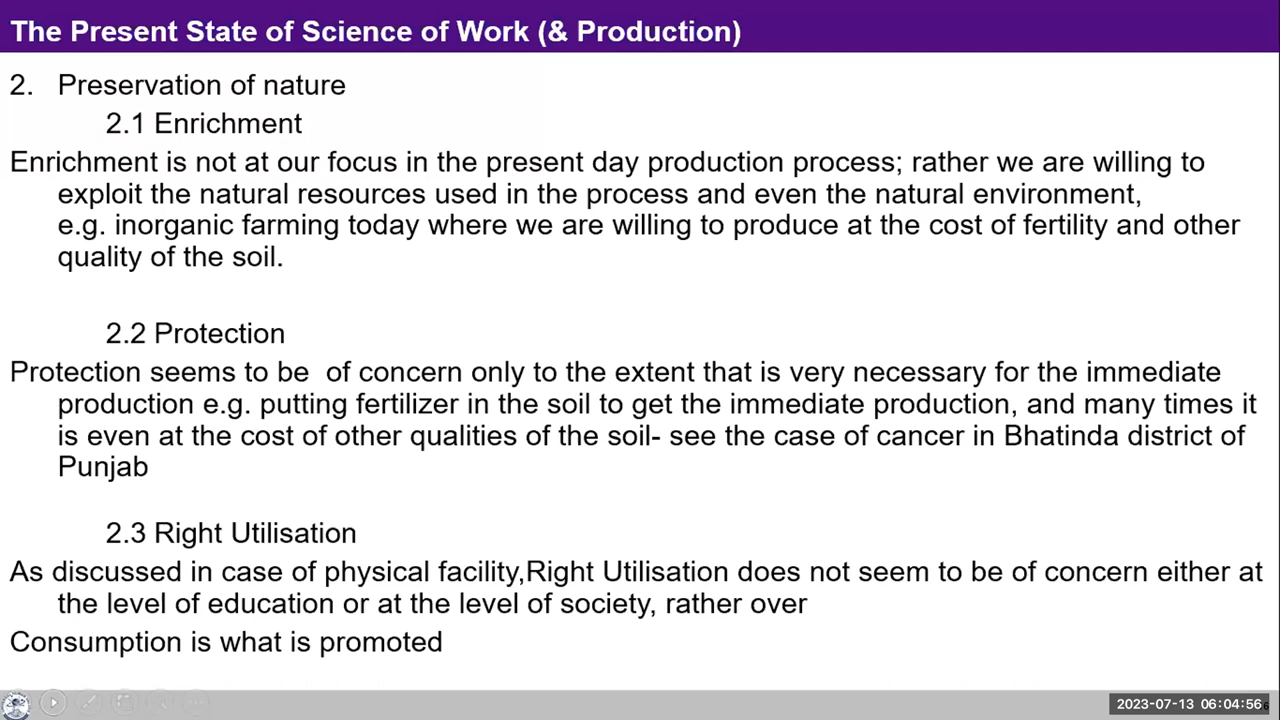 The Present State of Science of Work (& Production)
2. Preservation of nature
2.1 Enrichment
Enrichment is not at our focus in the present day production process; rather we are willing to
exploit the natural resources used in the process and even the natural environment,
e.g. inorganic farming today where we are willing to produce at the cost of fertility and other
quality of the soil.
2.2 Protection
Protection seems to be  of concern only to the extent that is very necessary for the immediate
production e.g. putting fertilizer in the soil to get the immediate production, and many times it
is even at the cost of other qualities of the soil- see the case of cancer in Bhatinda district of
Punjab
2.3 Right Utilisation
As discussed in case of physical facility,Right Utilisation does not seem to be of concern either at
the level of education or at the level of society, rather over
Consumption is what is promoted
2023-07-13 06:04:56